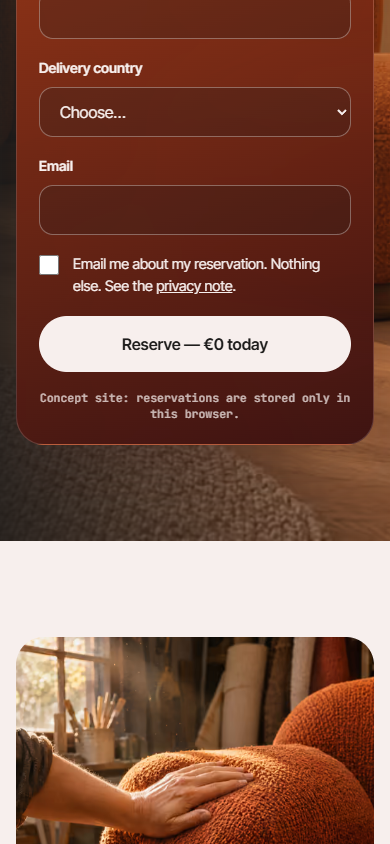 Delivery country
Choose...
Email
Email me about my reservation. Nothing
else. See the privacy note.
Reserve — €0 today
Concept site: reservations are stored only in
this browser.